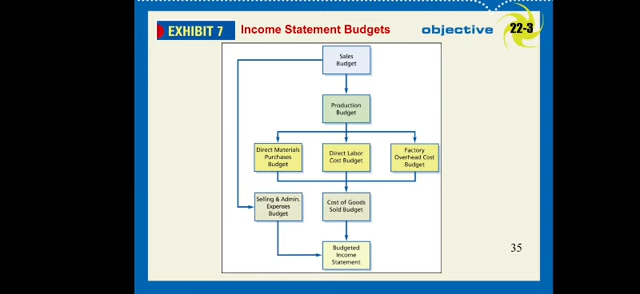 EXHIBIT 7 Income Statement Budgets objective 22-3
Sales
Budget
Production
Budget
Direct Materials
Purchases
Budget
Direct Labor
Cost Budget
Factory
Overhead Cost
Budget
Selling & Admin.
Expenses
Budget
Cost of Goods
Sold Budget
Budgeted
Income
Statement
35